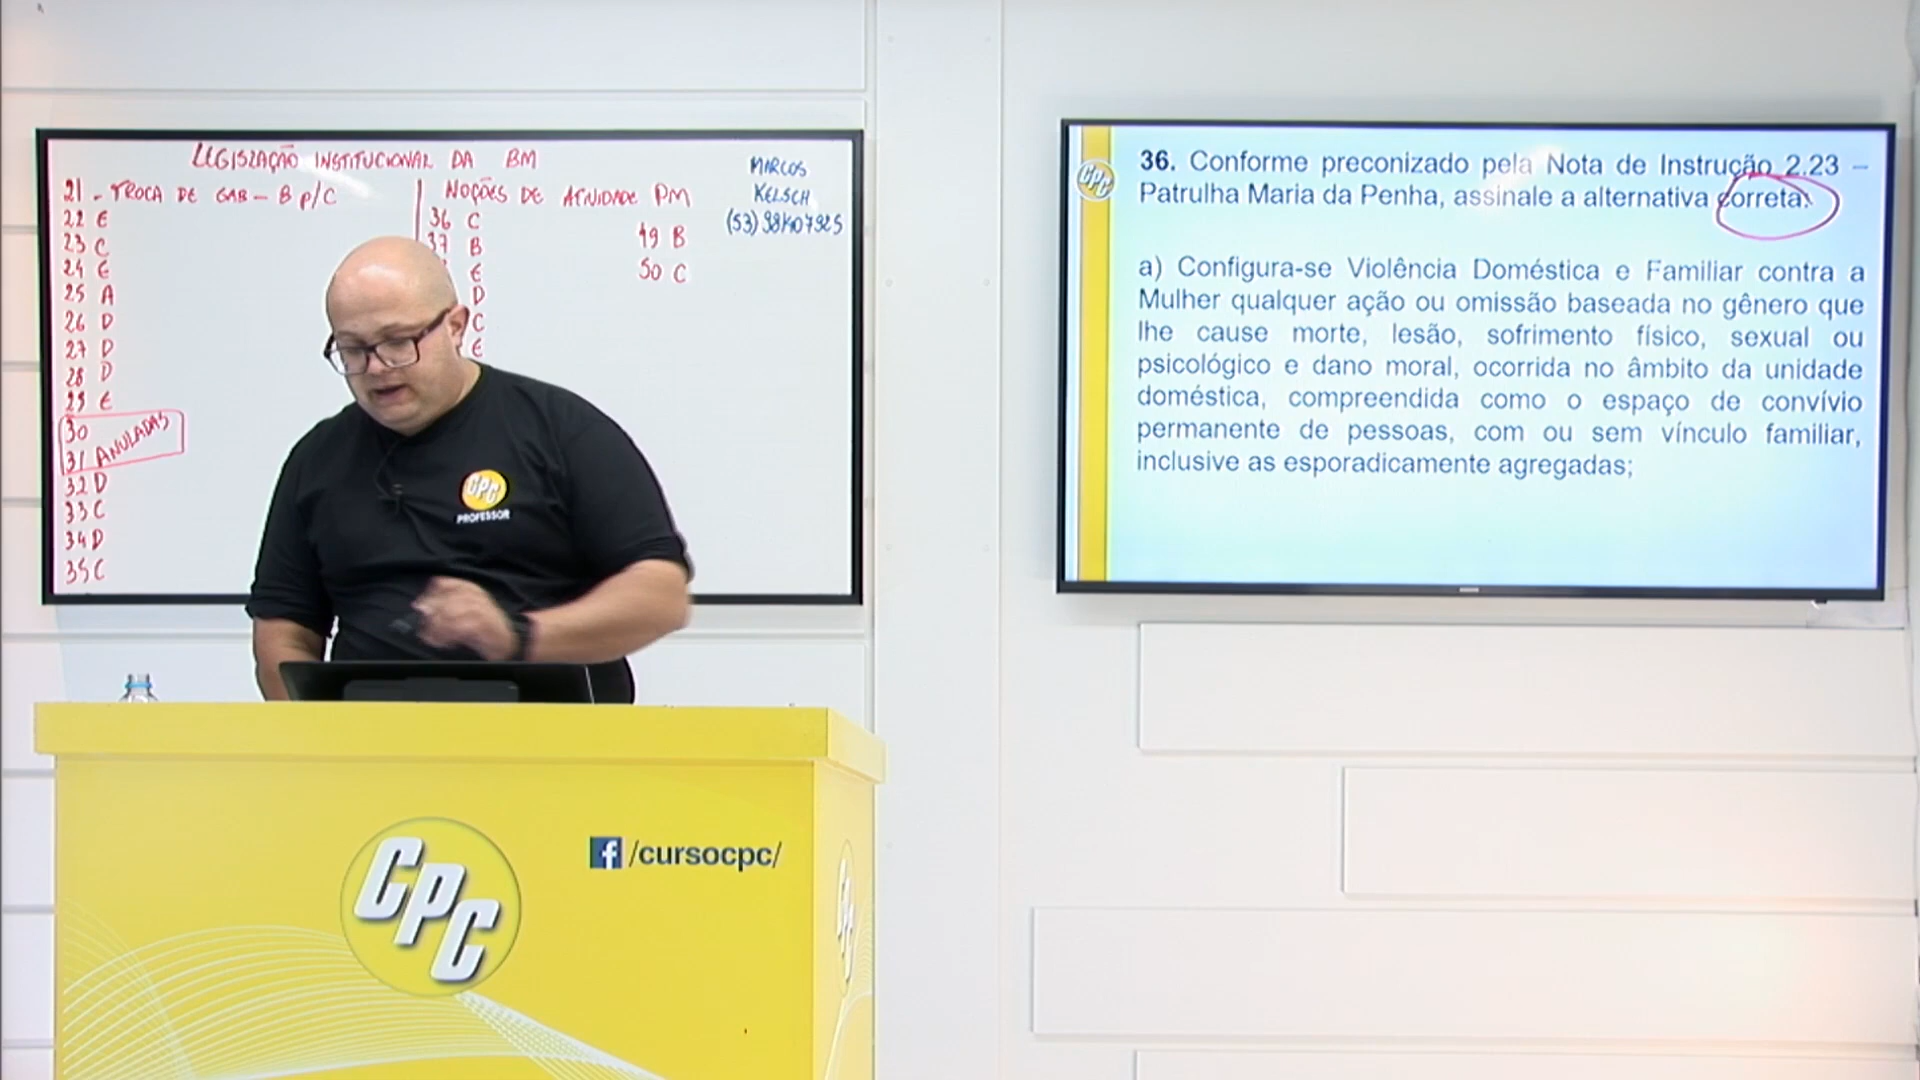 LEGISLAÇÃO INSTITUCIONAL DA BM
21 - TROCA DE GAB - B p/ C
22 E
23 C
24 E
25 A
26 D
27 D
28 D
29 E
30
31 ANULADAS
32 D
33 C
34 D
35 C
NOÇÕES DE ATIVIDADE PM
36 C
37 B
E
D
C
E
49 B
50 C
MARCOS
KELSCH
(53)
36. Conforme preconizado pela Nota de Instrução 2.23 –
Patrulha Maria da Penha, assinale a alternativa correta:
a) Configura-se Violência Doméstica e Familiar contra a
Mulher qualquer ação ou omissão baseada no gênero que
lhe cause morte, lesão, sofrimento físico, sexual ou
psicológico e dano moral, ocorrida no âmbito da unidade
doméstica, compreendida como o espaço de convívio
permanente de pessoas, com ou sem vínculo familiar,
inclusive as esporadicamente agregadas;
CPC
CPC
PROFESSOR
CPC
f /cursocpc/